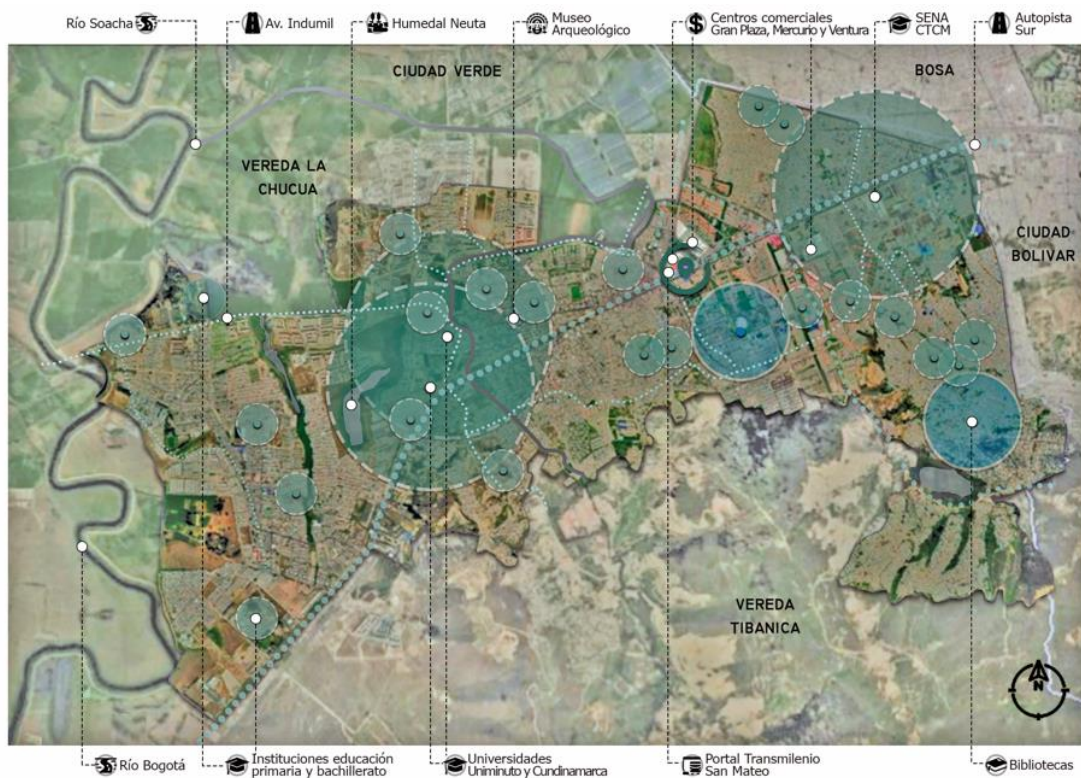 Río Soacha
Av. Indumil
Humedal Neuta
Museo
Arqueológico
Centros comerciales
Gran Plaza, Mercurio y Ventura
SENA
CTCM
Autopista
Sur
CIUDAD VERDE
BOSA
VEREDA LA
CHUCUA
CIUDAD
BOLIVAR
VEREDA
TIBANICA
N
Río Bogotá
Instituciones educación
primaria y bachillerato
Universidades
Uniminuto y Cundinamarca
Portal Transmilenio
San Mateo
Bibliotecas